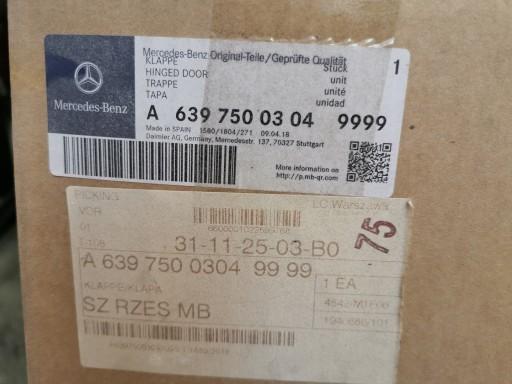 Mercedes-Benz Original-Teile/Geprüfte Qualität
KLAPPE Stück 1
HINGED DOOR unit
TRAPPE unité
TAPA unidad
Mercedes-Benz
A 639 750 03 04 9999
Made in SPAIN 1580/1804/271 09.04.18
Daimler AG, Germany, Mercedesstr. 137, 70327 Stuttgart
More information on
http://p.mb-qr.com
PICKING LC Warszawa
VOR
01
T-108 31-11-25-03-B0
75
A 639 750 0304 99 99
1 EA
KLAPPE/KLAPA
SZ RZES MB